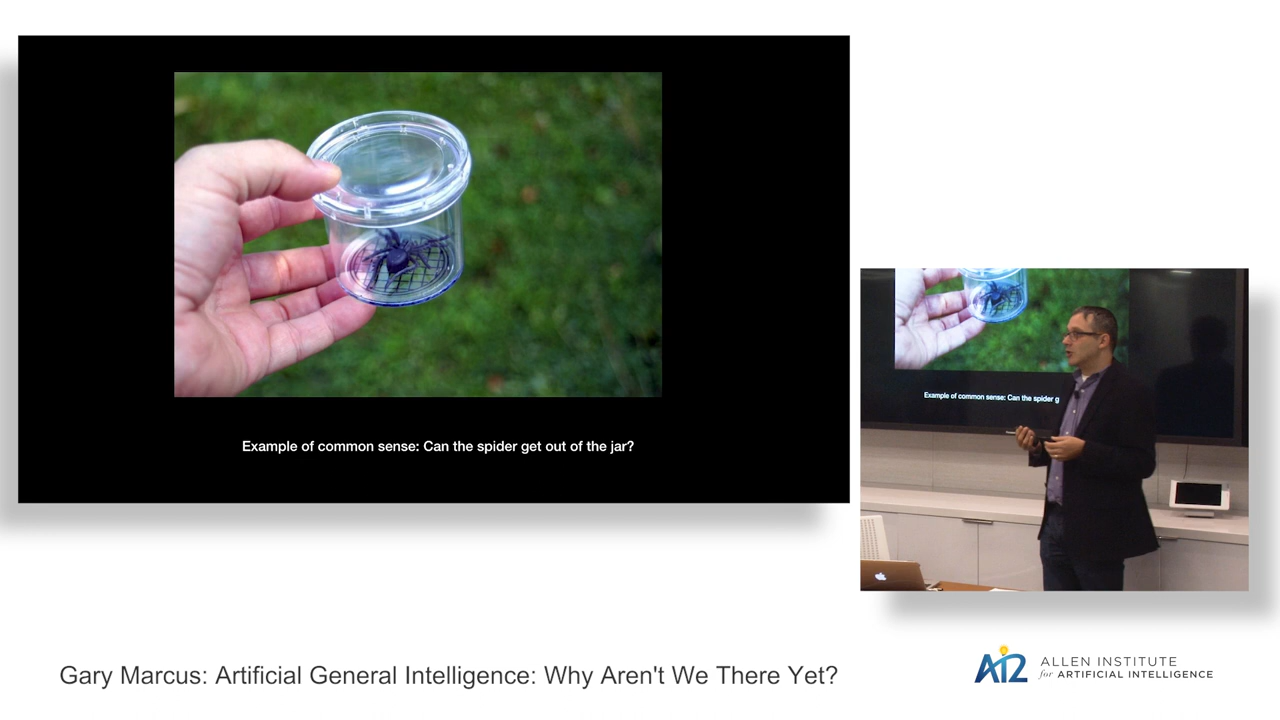 Example of common sense: Can the spider get out of the jar?
Example of common sense: Can the spider g
Gary Marcus: Artificial General Intelligence: Why Aren't We There Yet?
AI2 ALLEN INSTITUTE
for ARTIFICIAL INTELLIGENCE